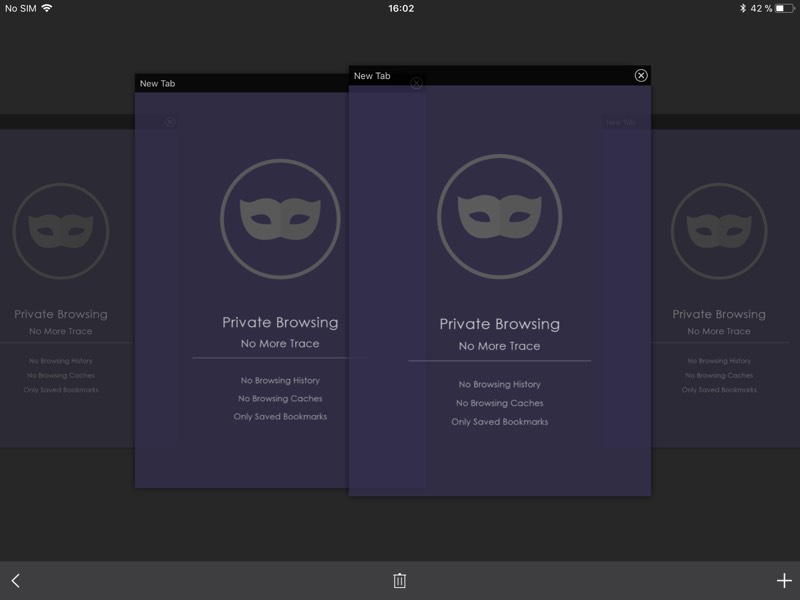 No SIM
16:02
42 %
New Tab
New Tab
New Tab
Private Browsing
No More Trace
No Browsing History
No Browsing Caches
Only Saved Bookmarks
Private Browsing
No More Trace
No Browsing History
No Browsing Caches
Only Saved Bookmarks
Private Browsing
No More Trace
No Browsing History
No Browsing Caches
Only Saved Bookmarks
Private Browsing
No More Trace
No Browsing History
No Browsing Caches
Only Saved Bookmarks